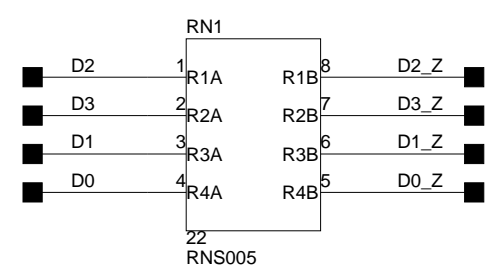 RN1
D2 1 R1A R1B 8 D2_Z
D3 2 R2A R2B 7 D3_Z
D1 3 R3A R3B 6 D1_Z
D0 4 R4A R4B 5 D0_Z
22
RNS005